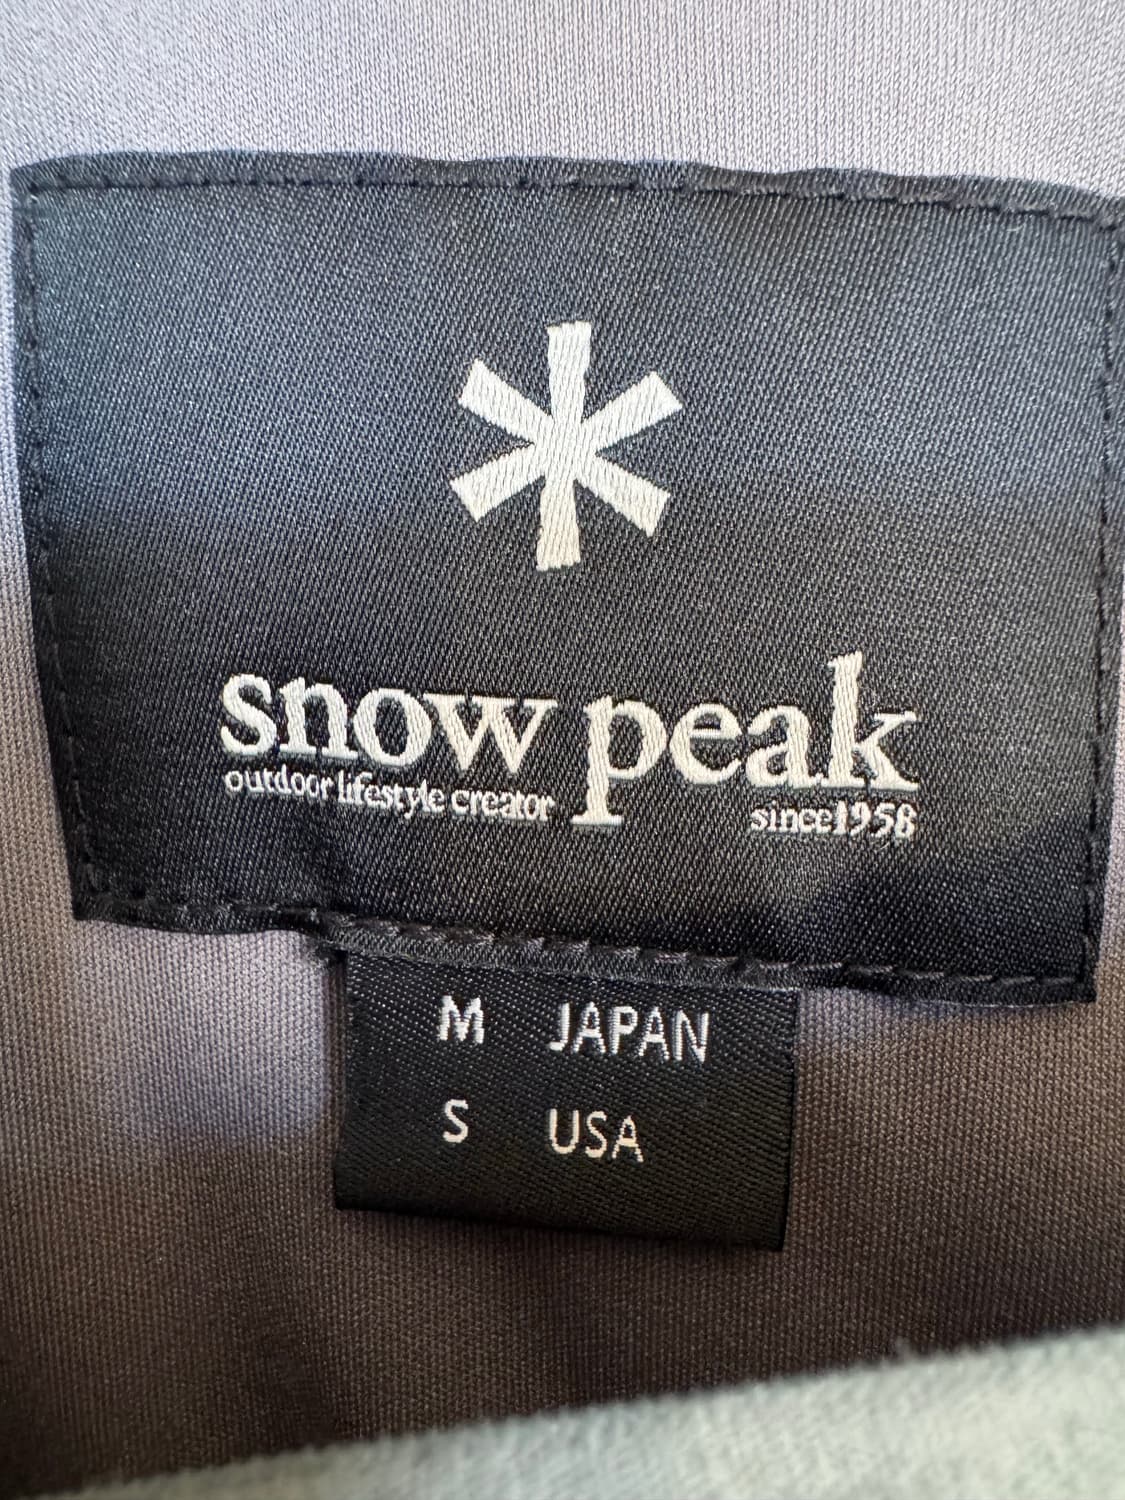 snow peak
outdoor lifestyle creator since1958
M JAPAN
S USA